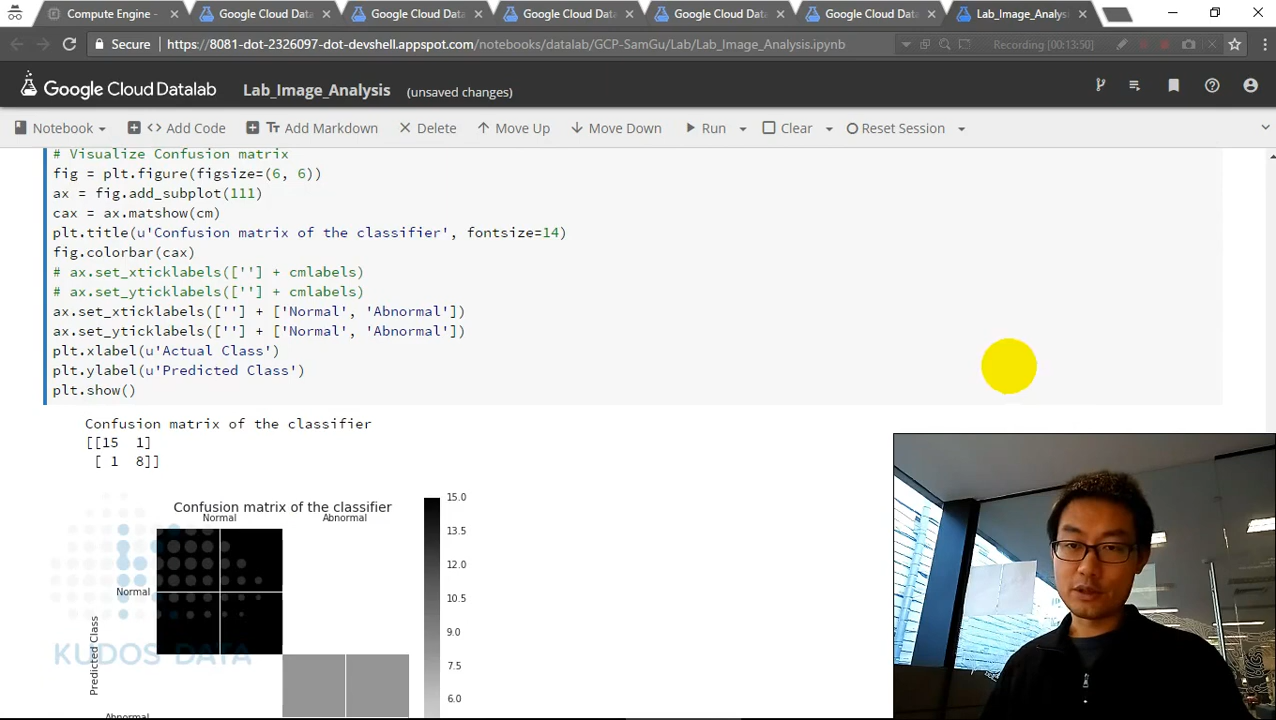 Compute Engine -
Google Cloud Datal
Google Cloud Datal
Google Cloud Datal
Google Cloud Datal
Google Cloud Datal
Lab_Image_Analysis
Secure
https://8081-dot-2326097-dot-devshell.appspot.com/notebooks/datalab/GCP-SamGu/Lab/Lab_Image_Analysis.ipynb
Recording [00:13:50]
Google Cloud Datalab
Lab_Image_Analysis
(unsaved changes)
Notebook
<> Add Code
Tт Add Markdown
Delete
Move Up
Move Down
Run
Clear
Reset Session
# Visualize Confusion matrix
fig = plt.figure(figsize=(6, 6))
ax = fig.add_subplot(111)
cax = ax.matshow(cm)
plt.title(u'Confusion matrix of the classifier', fontsize=14)
fig.colorbar(cax)
# ax.set_xticklabels([''] + cmlabels)
# ax.set_yticklabels([''] + cmlabels)
ax.set_xticklabels([''] + ['Normal', 'Abnormal'])
ax.set_yticklabels([''] + ['Normal', 'Abnormal'])
plt.xlabel(u'Actual Class')
plt.ylabel(u'Predicted Class')
plt.show()
Confusion matrix of the classifier
[[15 1]
[ 1 8]]
Confusion matrix of the classifier
Normal
Abnormal
Normal
Abnormal
Predicted Class
15.0
13.5
12.0
10.5
9.0
7.5
6.0
KUDOS DATA